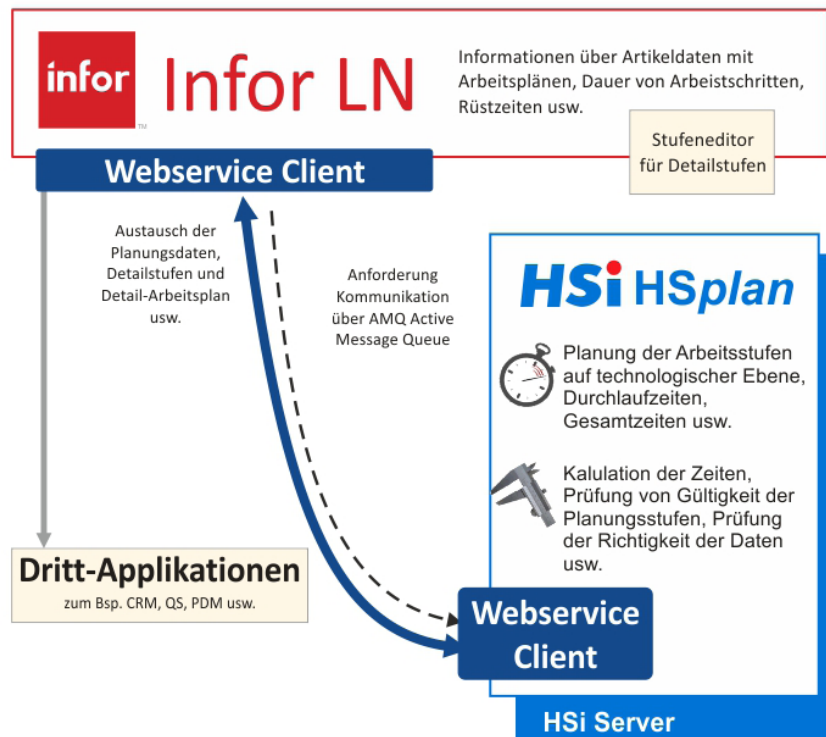 infor
TM
Infor LN
Informationen über Artikeldaten mit
Arbeitsplänen, Dauer von Arbeistschritten,
Rüstzeiten usw.
Stufeneditor
für Detailstufen
Webservice Client
Austausch der
Planungsdaten,
Detailstufen und
Detail-Arbeitsplan
usw.
Anforderung
Kommunikation
über AMQ Active
Message Queue
HSi HSplan
Planung der Arbeitsstufen
auf technologischer Ebene,
Durchlaufzeiten,
Gesamtzeiten usw.
Kalulation der Zeiten,
Prüfung von Gültigkeit der
Planungsstufen, Prüfung
der Richtigkeit der Daten
usw.
Dritt-Applikationen
zum Bsp. CRM, QS, PDM usw.
Webservice
Client
HSi Server